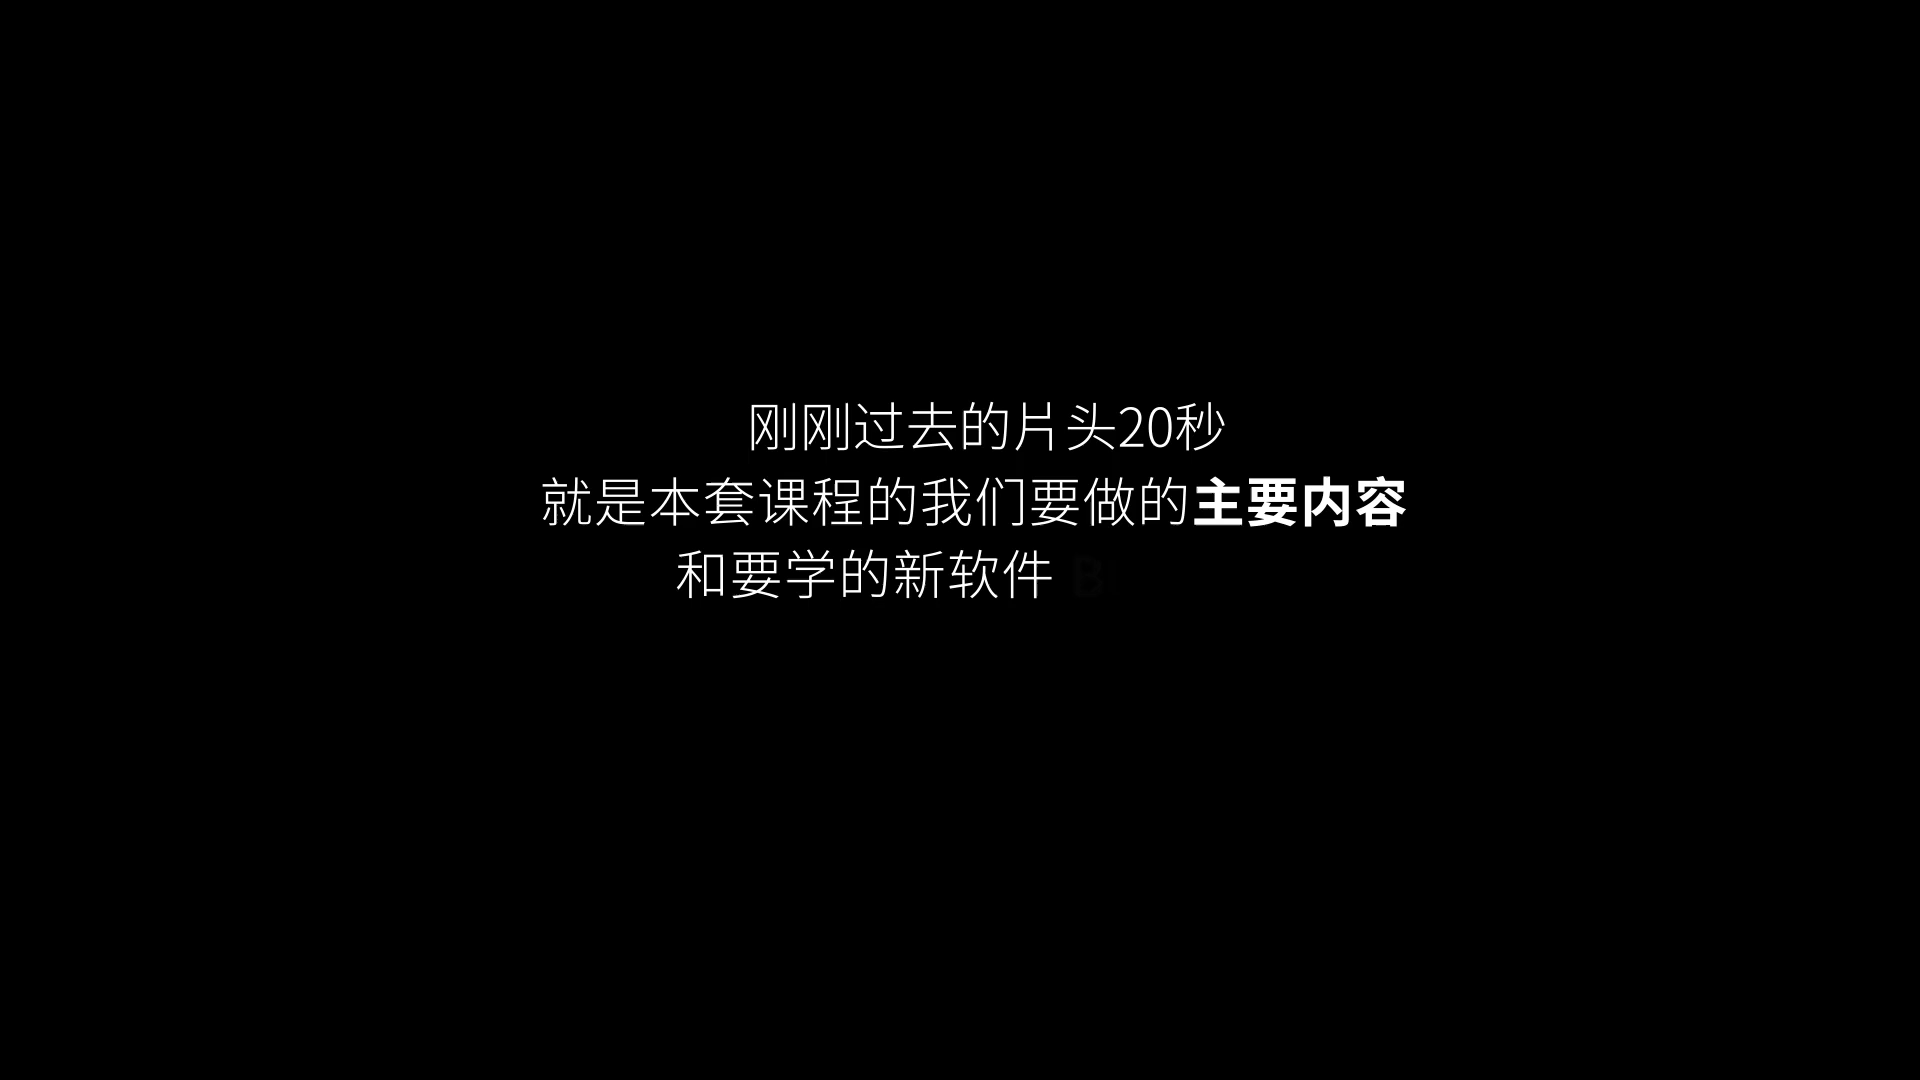 刚刚过去的片头20秒
就是本套课程的我们要做的主要内容
和要学的新软件 B